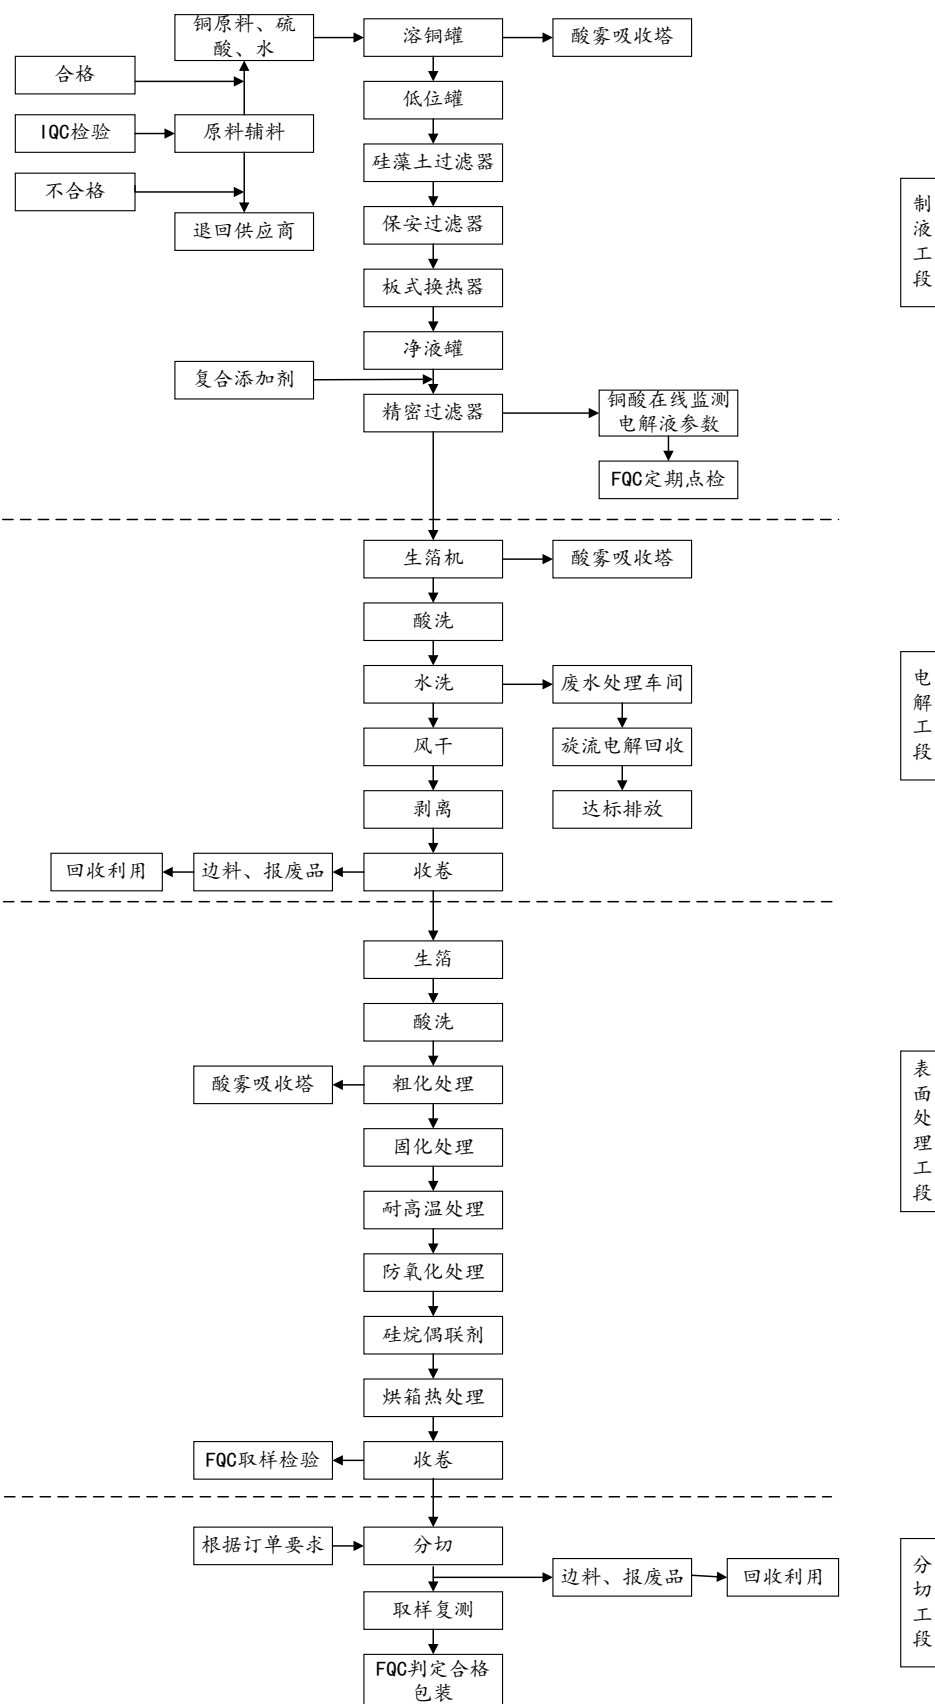 铜原料、硫
酸、水
溶铜罐
酸雾吸收塔
合格
低位罐
IQC检验
原料辅料
硅藻土过滤器
不合格
退回供应商
保安过滤器
制
液
工
段
板式换热器
净液罐
复合添加剂
精密过滤器
铜酸在线监测
电解液参数
FQC定期点检
生箔机
酸雾吸收塔
酸洗
水洗
废水处理车间
电
解
工
段
风干
旋流电解回收
剥离
达标排放
回收利用
边料、报废品
收卷
生箔
酸洗
酸雾吸收塔
粗化处理
表
面
处
理
工
段
固化处理
耐高温处理
防氧化处理
硅烷偶联剂
烘箱热处理
FQC取样检验
收卷
根据订单要求
分切
边料、报废品
回收利用
分
切
工
段
取样复测
FQC判定合格
包装